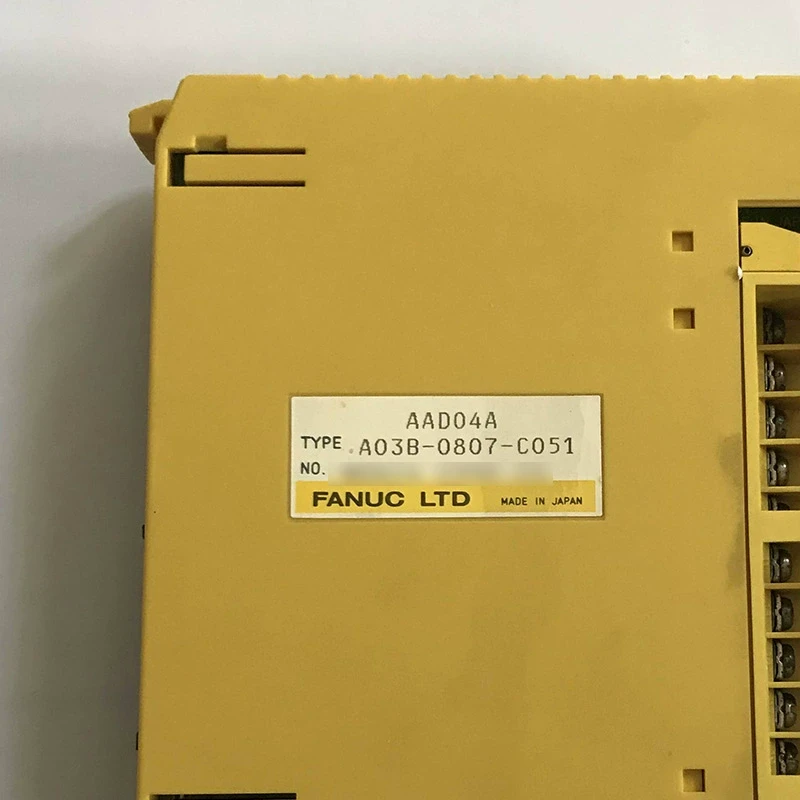 AAD04A
TYPE A03B-0807-C051
NO.
FANUC LTD MADE IN JAPAN